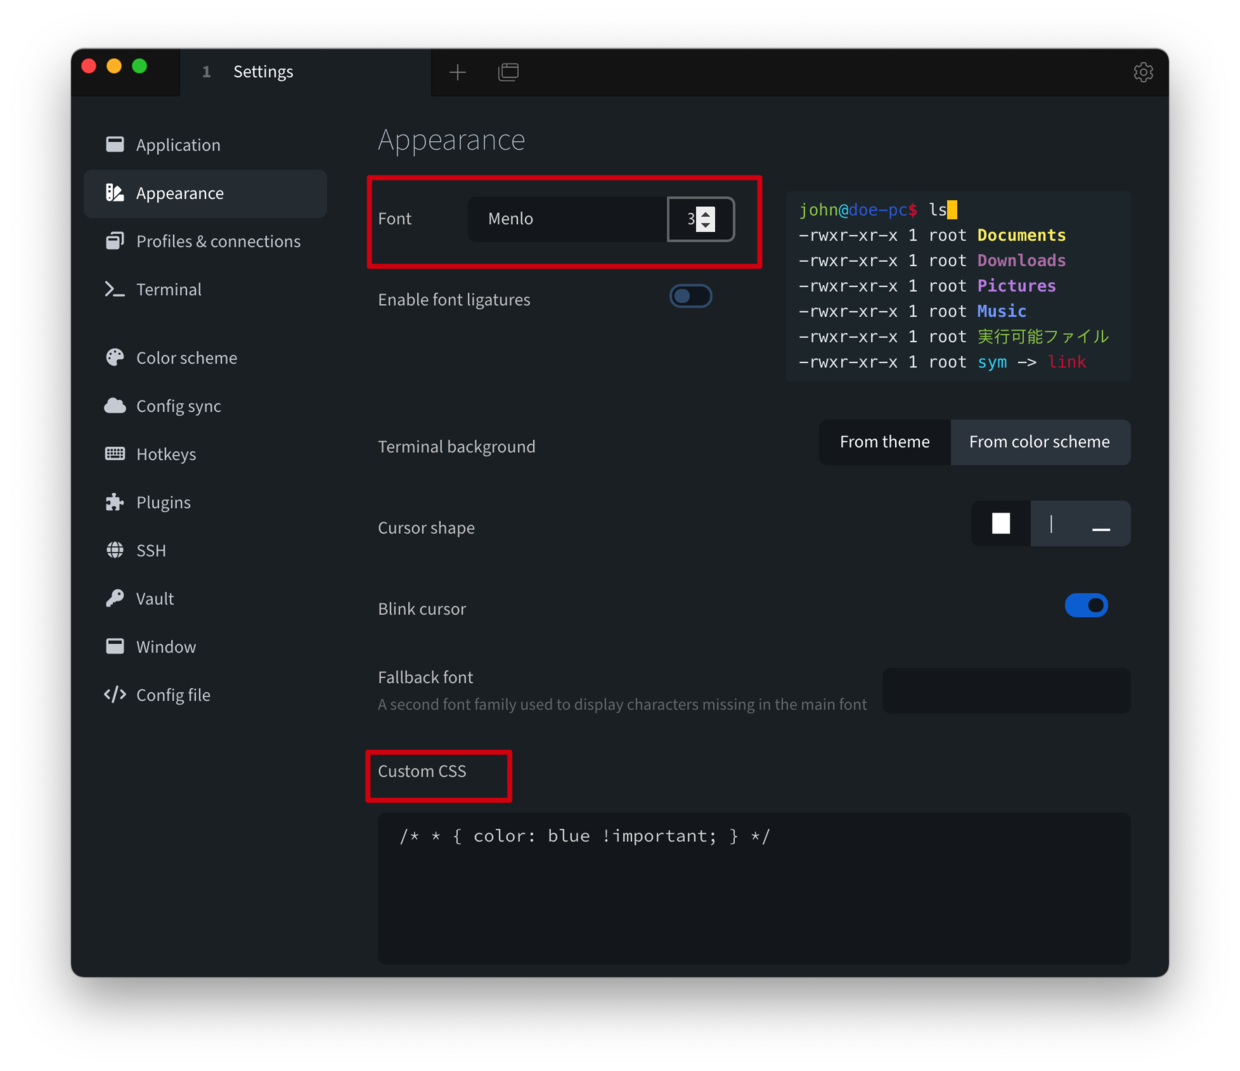 1 Settings
Application
Appearance
Profiles & connections
Terminal
Color scheme
Config sync
Hotkeys
Plugins
SSH
Vault
Window
Config file
Appearance
Font Menlo 3
Enable font ligatures
john@doe-pc$ ls
-rwxr-xr-x 1 root Documents
-rwxr-xr-x 1 root Downloads
-rwxr-xr-x 1 root Pictures
-rwxr-xr-x 1 root Music
-rwxr-xr-x 1 root 実行可能ファイル
-rwxr-xr-x 1 root sym -> link
Terminal background From theme From color scheme
Cursor shape
Blink cursor
Fallback font
A second font family used to display characters missing in the main font
Custom CSS
/* * { color: blue !important; } */